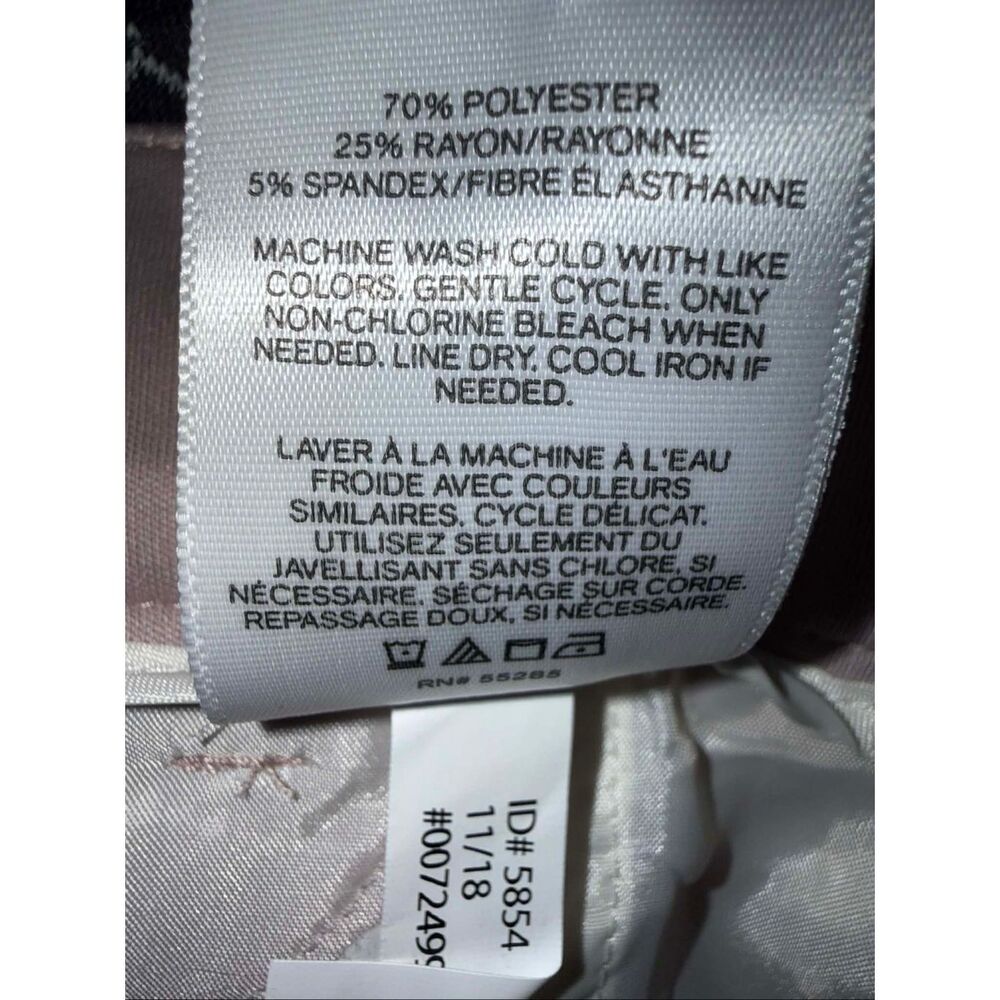 70% POLYESTER
25% RAYON/RAYONNE
5% SPANDEX/FIBRE ÉLASTHANNE
MACHINE WASH COLD WITH LIKE
COLORS. GENTLE CYCLE. ONLY
NON-CHLORINE BLEACH WHEN
NEEDED. LINE DRY. COOL IRON IF
NEEDED.
LAVER À LA MACHINE À L'EAU
FROIDE AVEC COULEURS
SIMILAIRES. CYCLE DÉLICAT.
UTILISEZ SEULEMENT DU
JAVELLISANT SANS CHLORE, SI
NÉCESSAIRE. SÉCHAGE SUR CORDE.
REPASSAGE DOUX, SI NÉCESSAIRE.
RN# 55285
ID# 5854
11/18
#0072499